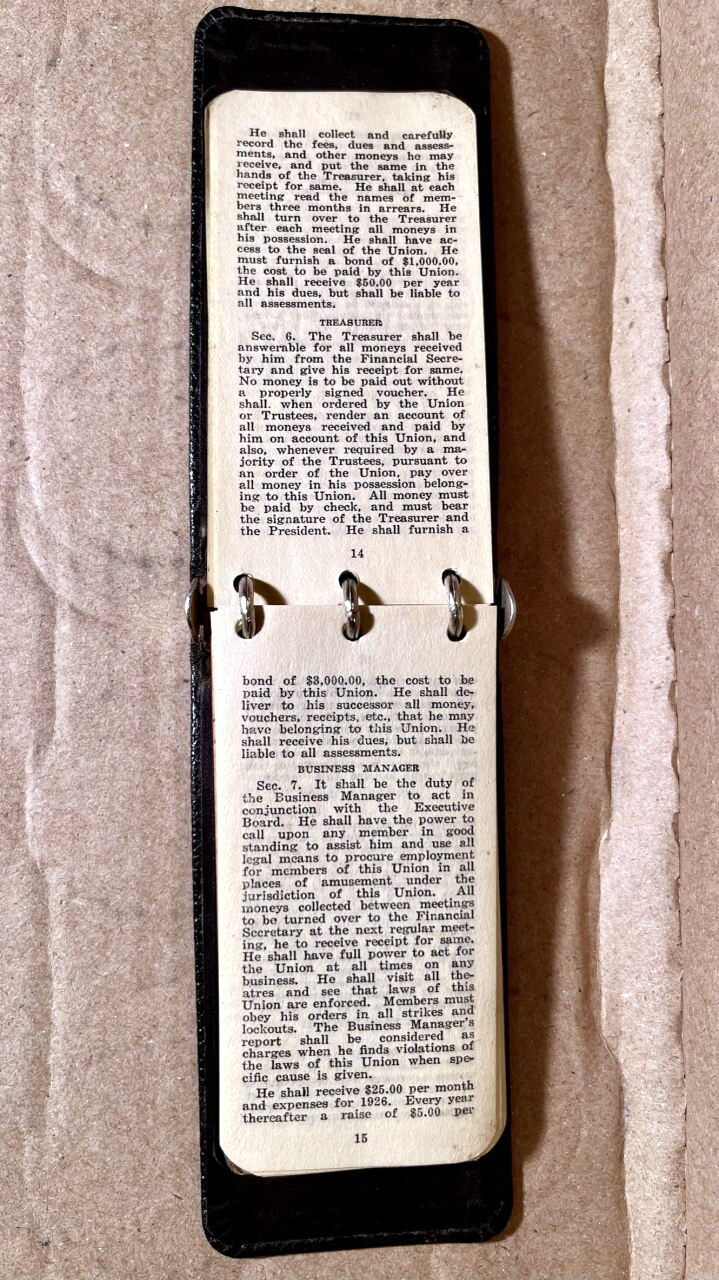 He shall collect and carefully
record the fees, dues and assess-
ments, and other moneys he may
receive, and put the same in the
hands of the Treasurer, taking his
receipt for same. He shall at each
meeting read the names of mem-
bers three months in arrears. He
shall turn over to the Treasurer
after each meeting all moneys in
his possession. He shall have ac-
cess to the seal of the Union. He
must furnish a bond of $1,000.00,
the cost to be paid by this Union.
He shall receive $50.00 per year
and his dues, but shall be liable to
all assessments.
TREASURER
Sec. 6. The Treasurer shall be
answerable for all moneys received
by him from the Financial Secre-
tary and give his receipt for same.
No money is to be paid out without
a properly signed voucher. He
shall. when ordered by the Union
or Trustees, render an account of
all moneys received and paid by
him on account of this Union, and
also, whenever required by a ma-
jority of the Trustees, pursuant to
an order of the Union, pay over
all money in his possession belong-
ing to this Union. All money must
be paid by check, and must bear
the signature of the Treasurer and
the President. He shall furnish a
14
bond of $3,000.00, the cost to be
paid by this Union. He shall de-
liver to his successor all money,
vouchers, receipts, etc., that he may
have belonging to this Union. He
shall receive his dues, but shall be
liable to all assessments.
BUSINESS MANAGER
Sec. 7. It shall be the duty of
the Business Manager to act in
conjunction with the Executive
Board. He shall have the power to
call upon any member in good
standing to assist him and use all
legal means to procure employment
for members of this Union in all
places of amusement under the
jurisdiction of this Union. All
moneys collected between meetings
to be turned over to the Financial
Secretary at the next regular meet-
ing, he to receive receipt for same.
He shall have full power to act for
the Union at all times on any
business. He shall visit all the-
atres and see that laws of this
Union are enforced. Members must
obey his orders in all strikes and
lockouts. The Business Manager's
report shall be considered as
charges when he finds violations of
the laws of this Union when spe-
cific cause is given.
He shall receive $25.00 per month
and expenses for 1926. Every year
thereafter a raise of $5.00 per
15